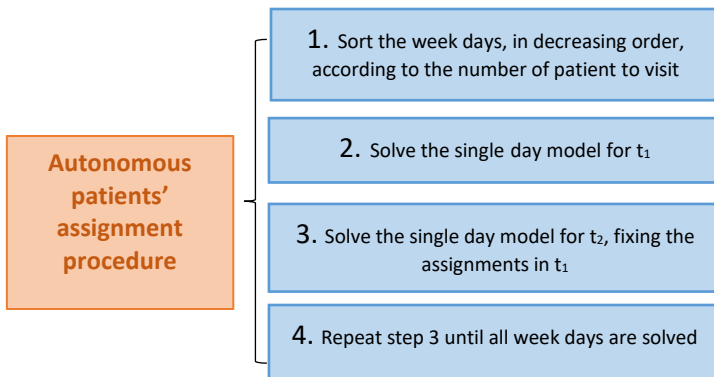 Autonomous
patients’
assignment
procedure
1. Sort the week days, in decreasing order,
according to the number of patient to visit
2. Solve the single day model for t₁
3. Solve the single day model for t₂, fixing the
assignments in t₁
4. Repeat step 3 until all week days are solved